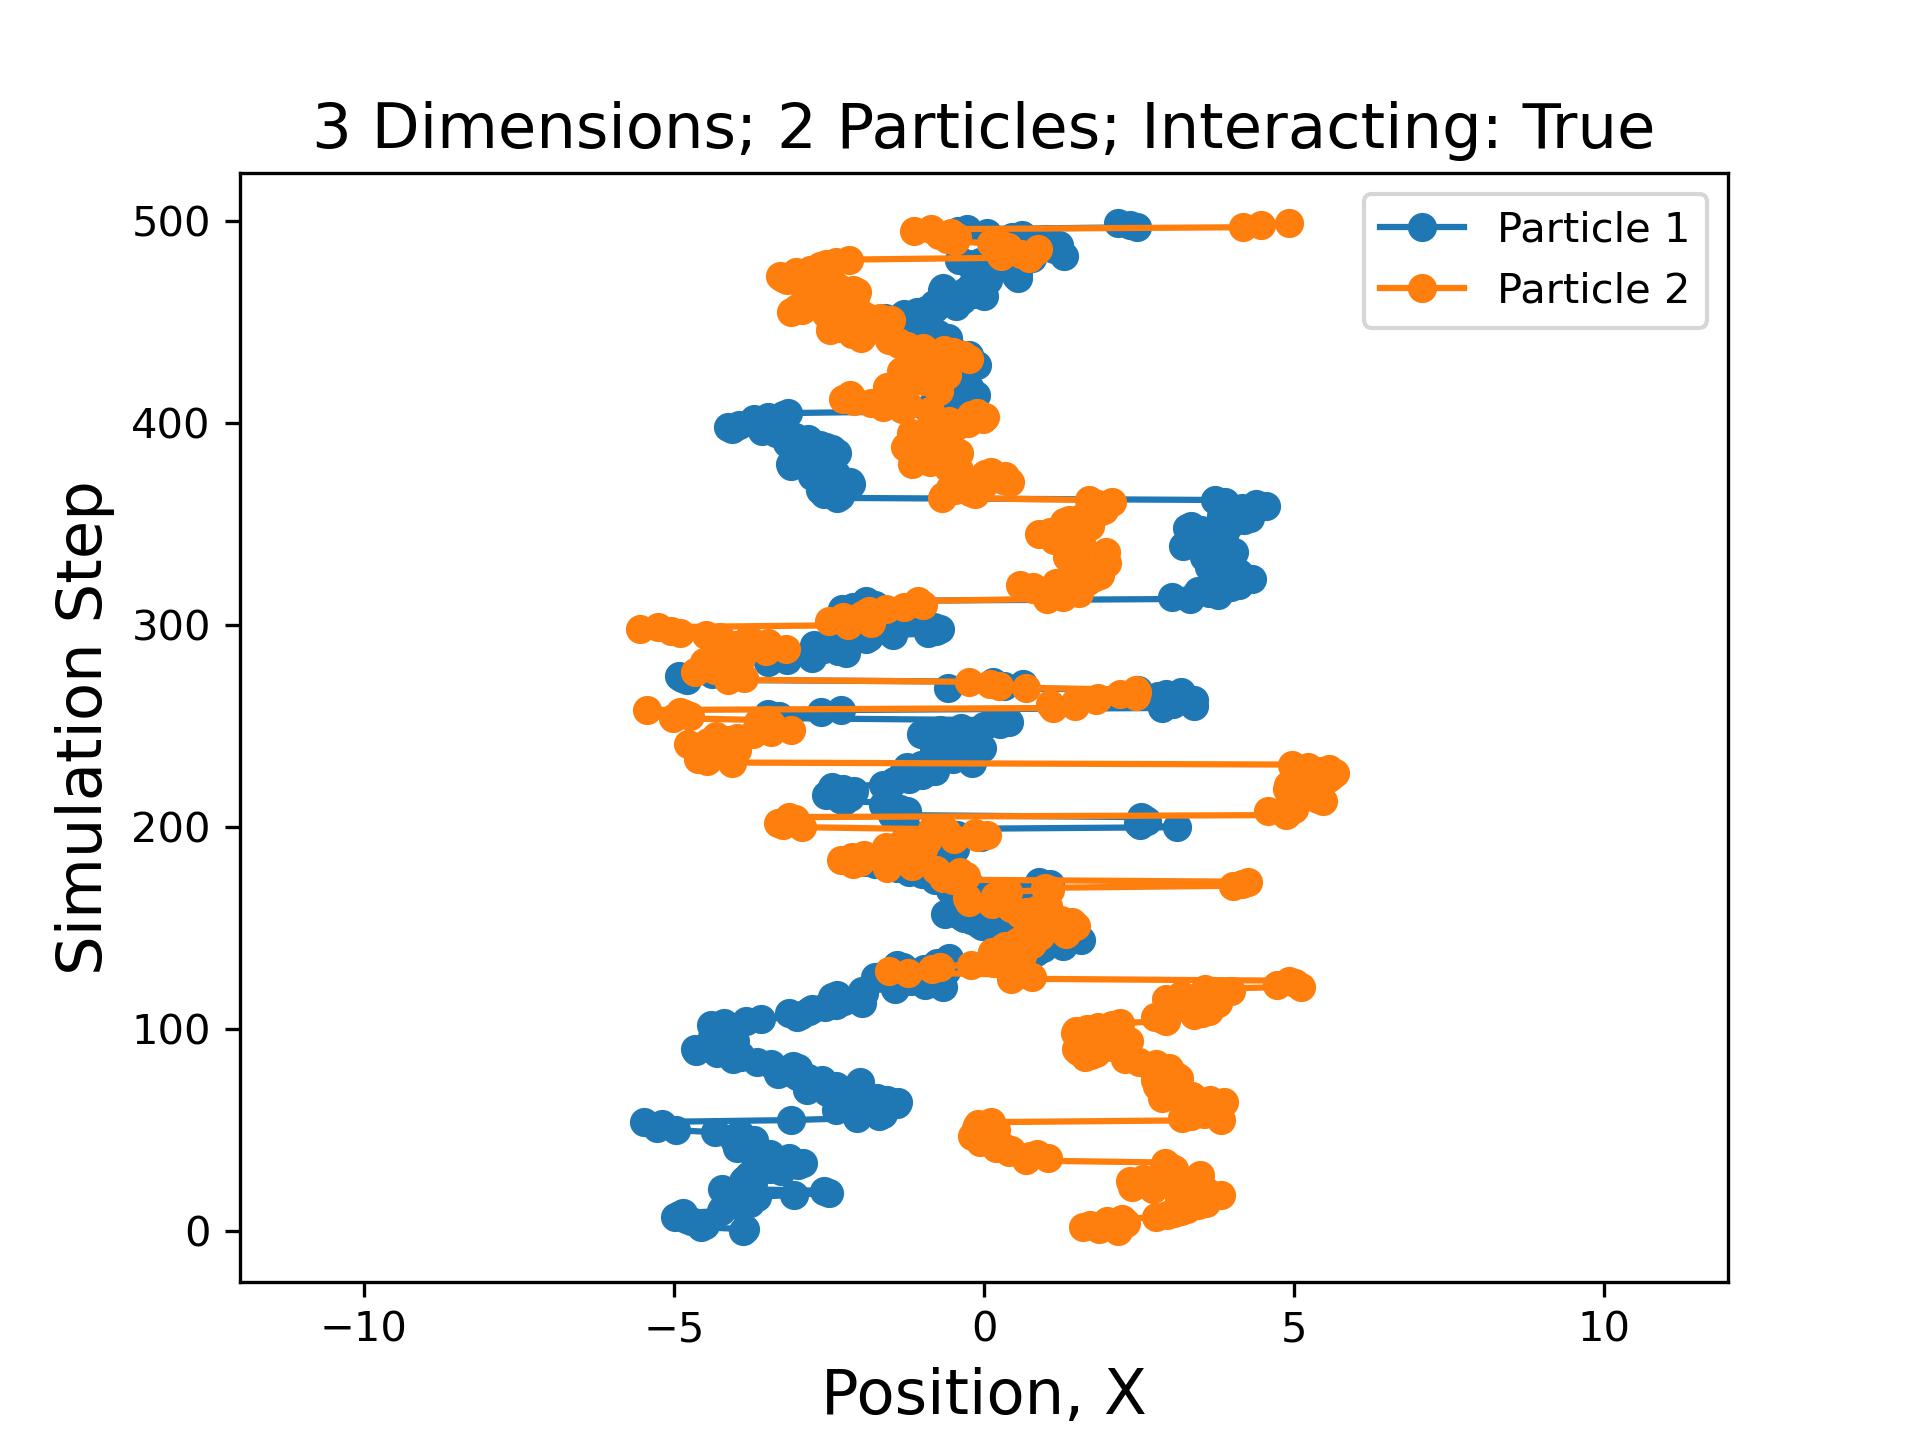 3 Dimensions; 2 Particles; Interacting: True
Particle 1
Particle 2
Simulation Step
500
400
300
200
100
0
−10
−5
0
5
10
Position, X